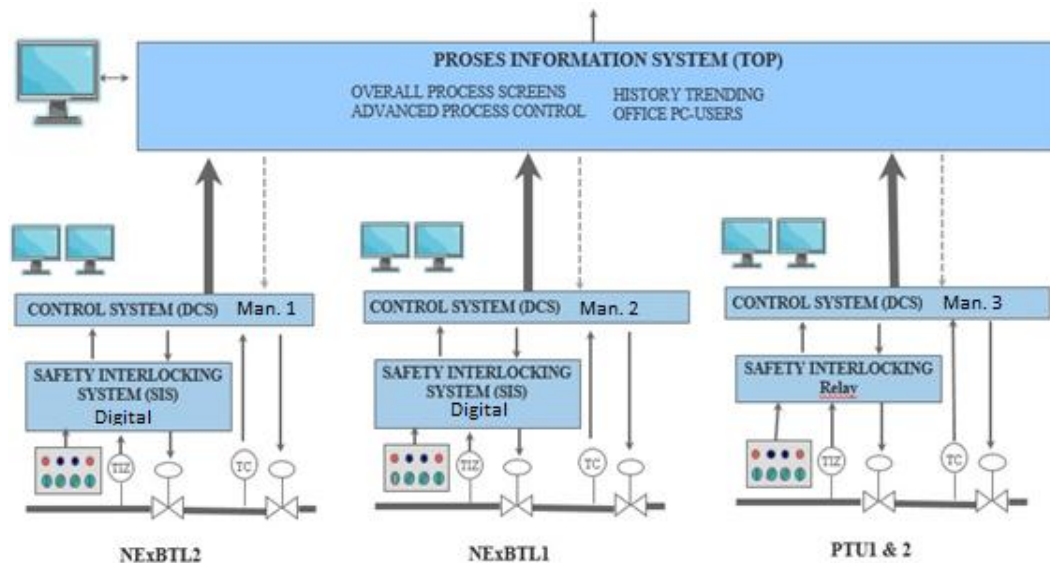 PROSES INFORMATION SYSTEM (TOP)
OVERALL PROCESS SCREENS
ADVANCED PROCESS CONTROL
HISTORY TRENDING
OFFICE PC-USERS
CONTROL SYSTEM (DCS) Man. 1
CONTROL SYSTEM (DCS) Man. 2
CONTROL SYSTEM (DCS) Man. 3
SAFETY INTERLOCKING
SYSTEM (SIS)
Digital
SAFETY INTERLOCKING
SYSTEM (SIS)
Digital
SAFETY INTERLOCKING
Relay
TIZ
TC
TIZ
TC
TIZ
TC
NExBTL2
NExBTL1
PTU1 & 2